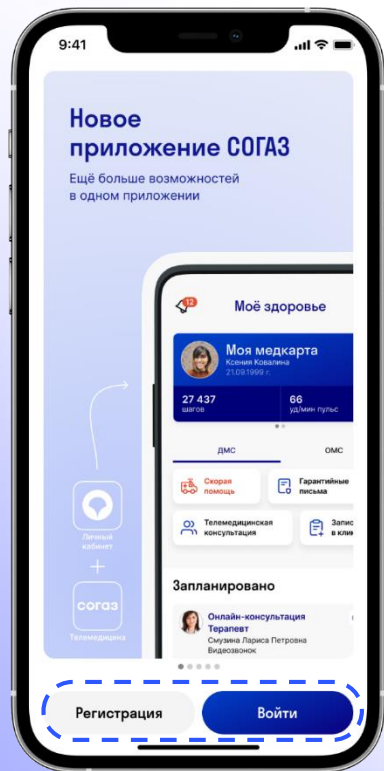 9:41
Новое
приложение СОГАЗ
Ещё больше возможностей
в одном приложении
12
Моё здоровье
Моя медкарта
Ксения Ковалина
21.09.1999 г.
27 437
шагов
66
уд/мин пульс
ДМС
ОМС
Скорая
помощь
Гарантийные
письма
Телемедицинская
консультация
Запис
в клин
Личный
кабинет
+
согаз
Телемедицина
Запланировано
Онлайн-консультация
Терапевт
Смузина Лариса Петровна
Видеозвонок
Регистрация
Войти